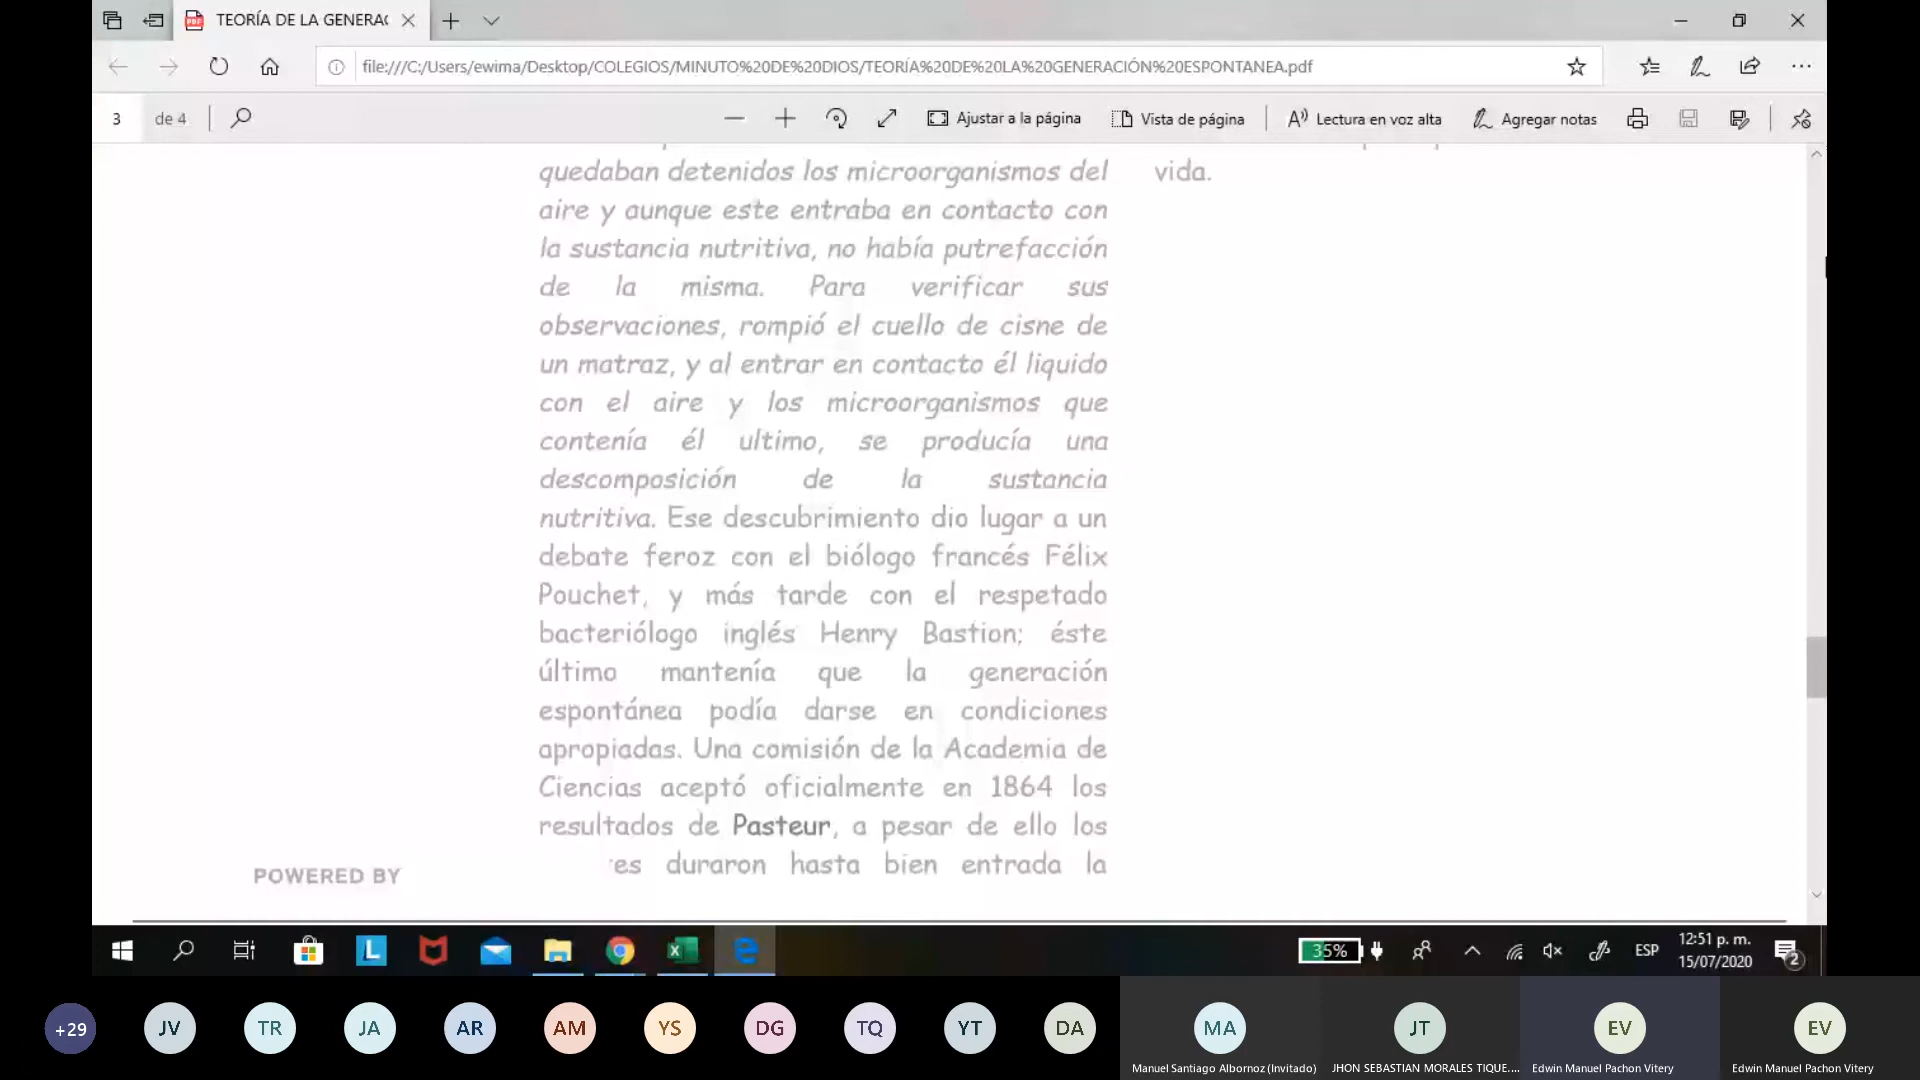 TEORÍA DE LA GENERAC
file:///C:/Users/ewima/Desktop/COLEGIOS/MINUTO%20DE%20DIOS/TEORÍA%20DE%20LA%20GENERACIÓN%20ESPONTANEA.pdf
3 de 4
Ajustar a la página
Vista de página
Lectura en voz alta
Agregar notas
quedaban detenidos los microorganismos del
aire y aunque este entraba en contacto con
la sustancia nutritiva, no había putrefacción
de la misma. Para verificar sus
observaciones, rompió el cuello de cisne de
un matraz, y al entrar en contacto él liquido
con el aire y los microorganismos que
contenía él ultimo, se producía una
descomposición de la sustancia
nutritiva. Ese descubrimiento dio lugar a un
debate feroz con el biólogo francés Félix
Pouchet, y más tarde con el respetado
bacteriólogo inglés Henry Bastion; éste
último mantenía que la generación
espontánea podía darse en condiciones
apropiadas. Una comisión de la Academia de
Ciencias aceptó oficialmente en 1864 los
resultados de Pasteur, a pesar de ello los
es duraron hasta bien entrada la
vida.
POWERED BY
35%
ESP
12:51 p. m.
15/07/2020
2
+29
JV
TR
JA
AR
AM
YS
DG
TQ
YT
DA
MA
Manuel Santiago Albornoz (Invitado)
JT
JHON SEBASTIAN MORALES TIQUE....
EV
Edwin Manuel Pachon Vitery
EV
Edwin Manuel Pachon Vitery